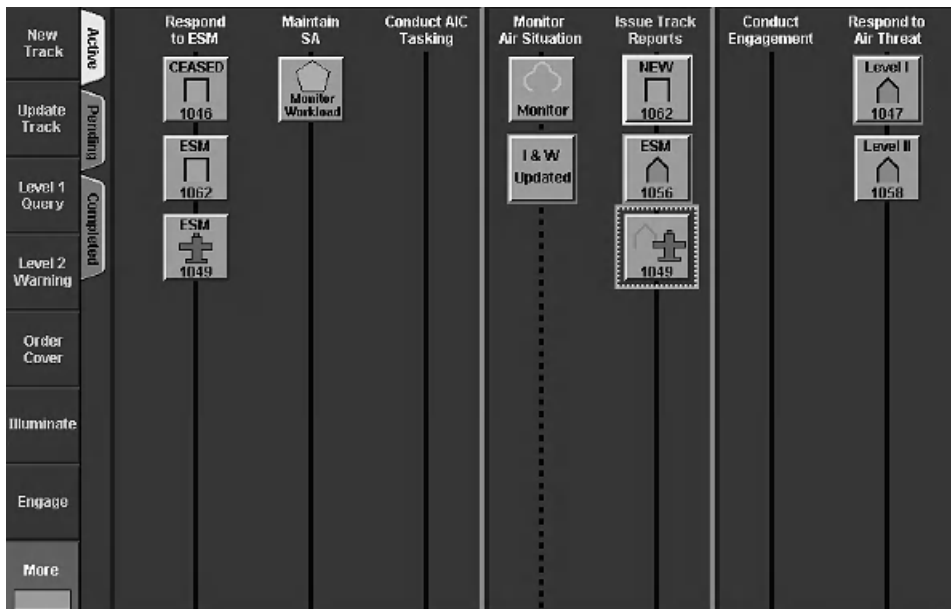 New
Track
Update
Track
Level 1
Query
Level 2
Warning
Order
Cover
Illuminate
Engage
More
Active
Pending
Completed
Respond
to ESM
CEASED
1046
ESM
1062
ESM
1049
Maintain
SA
Monitor
Workload
Conduct AIC
Tasking
Monitor
Air Situation
Monitor
I & W
Updated
Issue Track
Reports
NEW
1062
ESM
1056
1049
Conduct
Engagement
Respond to
Air Threat
Level I
1047
Level II
1058